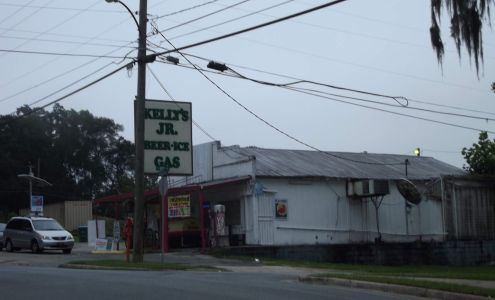 KELLY'S
JR.
BEER-ICE
GAS